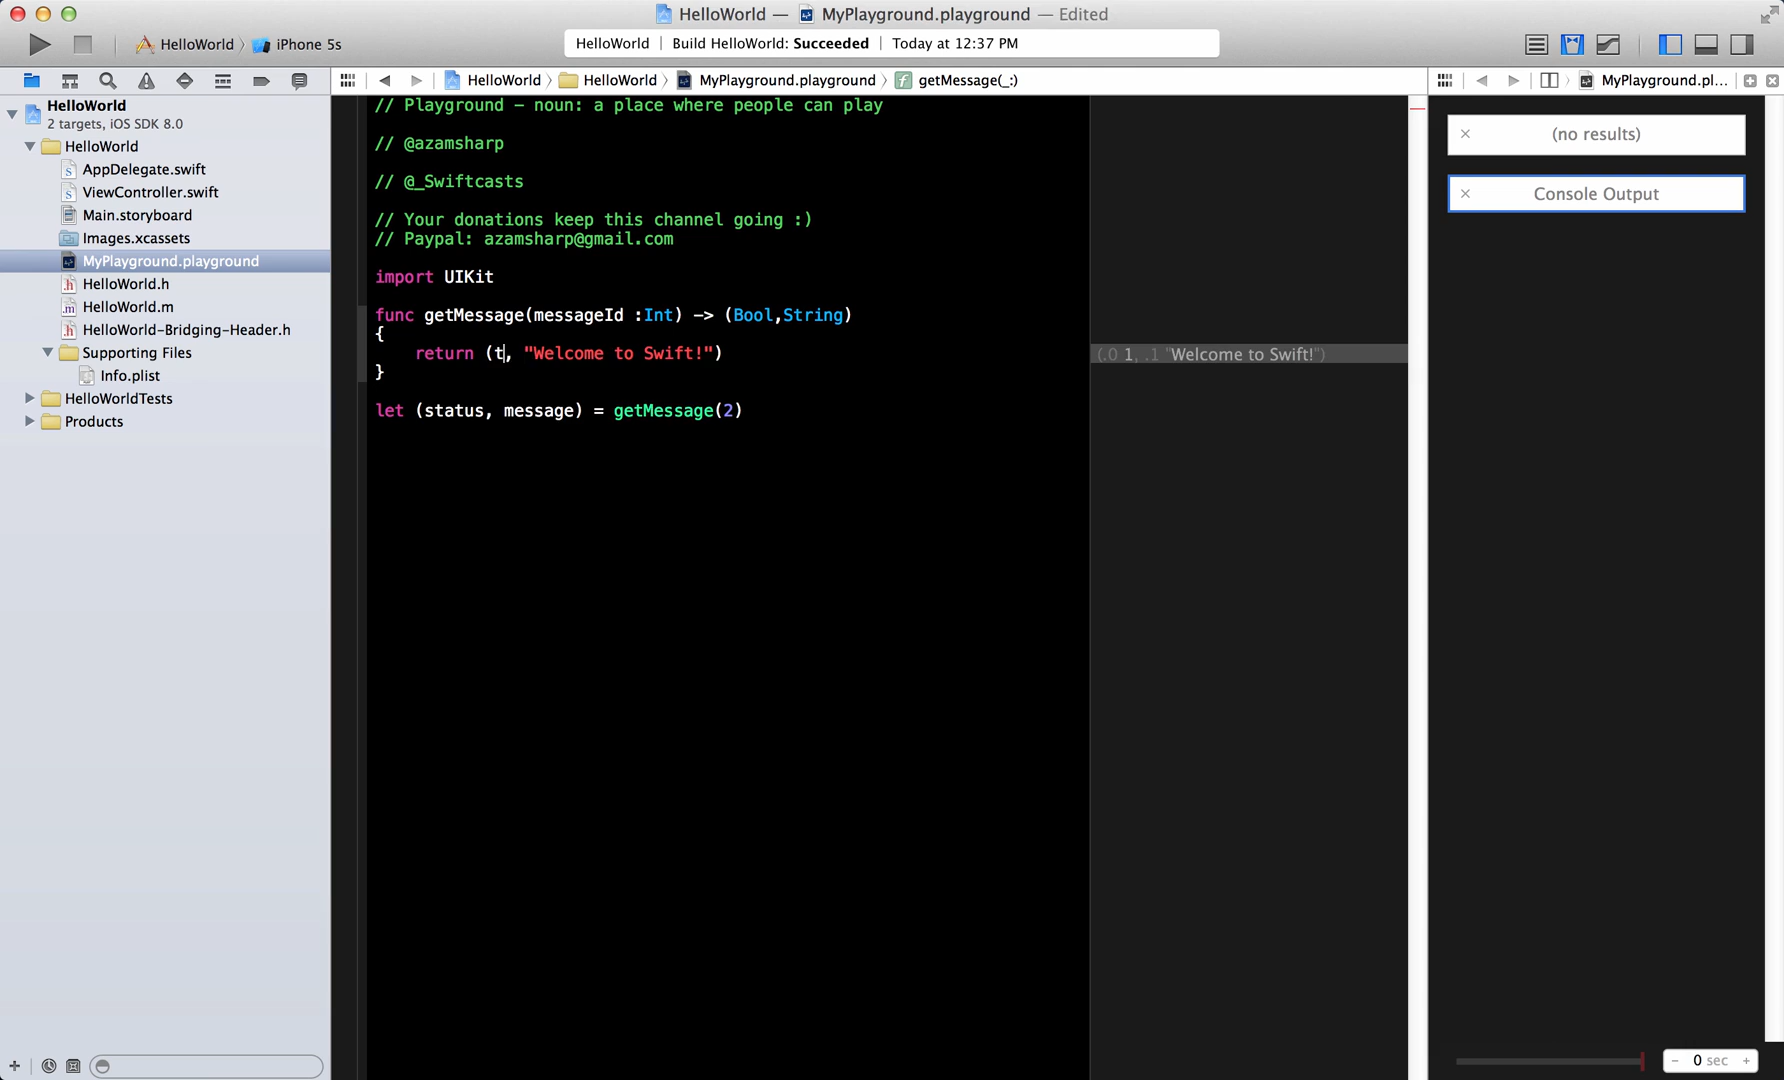 HelloWorld — MyPlayground.playground — Edited
HelloWorld iPhone 5s
HelloWorld | Build HelloWorld: Succeeded | Today at 12:37 PM
HelloWorld HelloWorld MyPlayground.playground getMessage(_:)
MyPlayground.pl...
HelloWorld
2 targets, iOS SDK 8.0
HelloWorld
AppDelegate.swift
ViewController.swift
Main.storyboard
Images.xcassets
MyPlayground.playground
HelloWorld.h
HelloWorld.m
HelloWorld-Bridging-Header.h
Supporting Files
Info.plist
HelloWorldTests
Products
// Playground - noun: a place where people can play
// @azamsharp
// @_Swiftcasts
// Your donations keep this channel going :)
// Paypal: azamsharp@gmail.com
import UIKit
func getMessage(messageId :Int) -> (Bool,String)
{
return (t, "Welcome to Swift!")
}
let (status, message) = getMessage(2)
(.0 1, .1 "Welcome to Swift!")
(no results)
Console Output
- 0 sec +